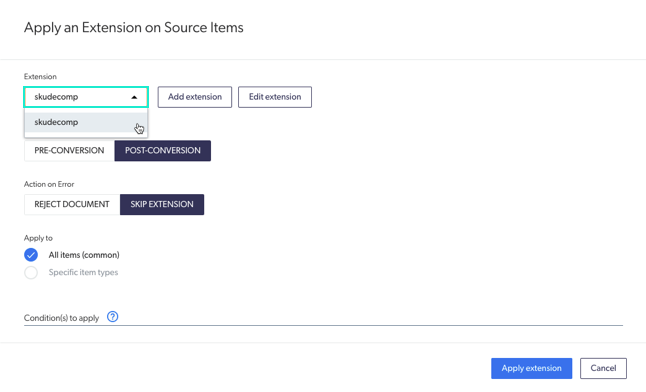 Apply an Extension on Source Items
Extension
skudecomp
Add extension
Edit extension
skudecomp
PRE-CONVERSION
POST-CONVERSION
Action on Error
REJECT DOCUMENT
SKIP EXTENSION
Apply to
All items (common)
Specific item types
Condition(s) to apply ?
Apply extension
Cancel